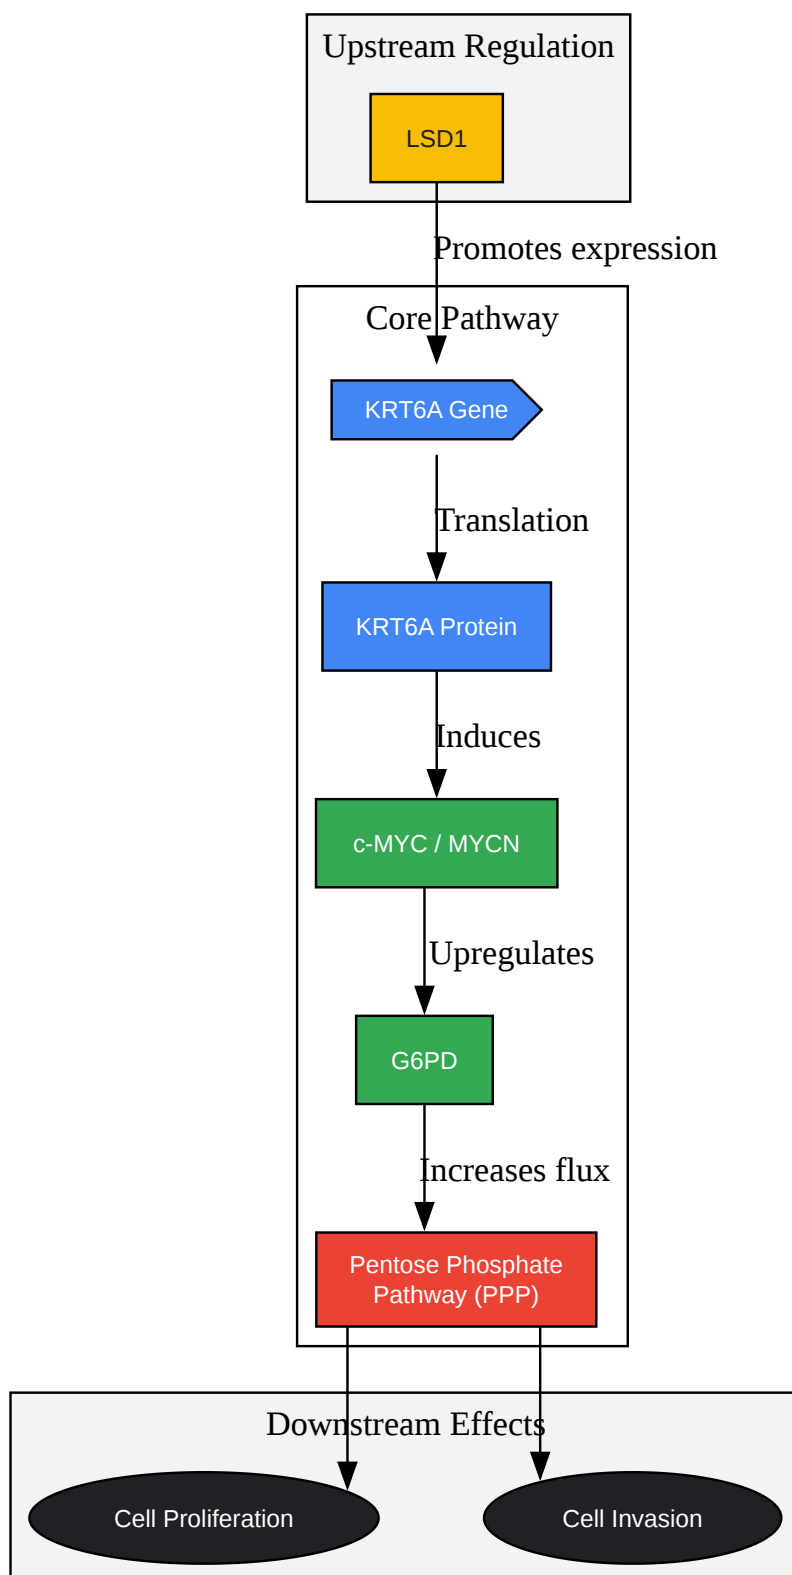 Upstream Regulation
LSD1
Promotes expression
Core Pathway
KRT6A Gene
Translation
KRT6A Protein
Induces
c-MYC / MYCN
Upregulates
G6PD
Increases flux
Pentose Phosphate
Pathway (PPP)
Downstream Effects
Cell Proliferation
Cell Invasion